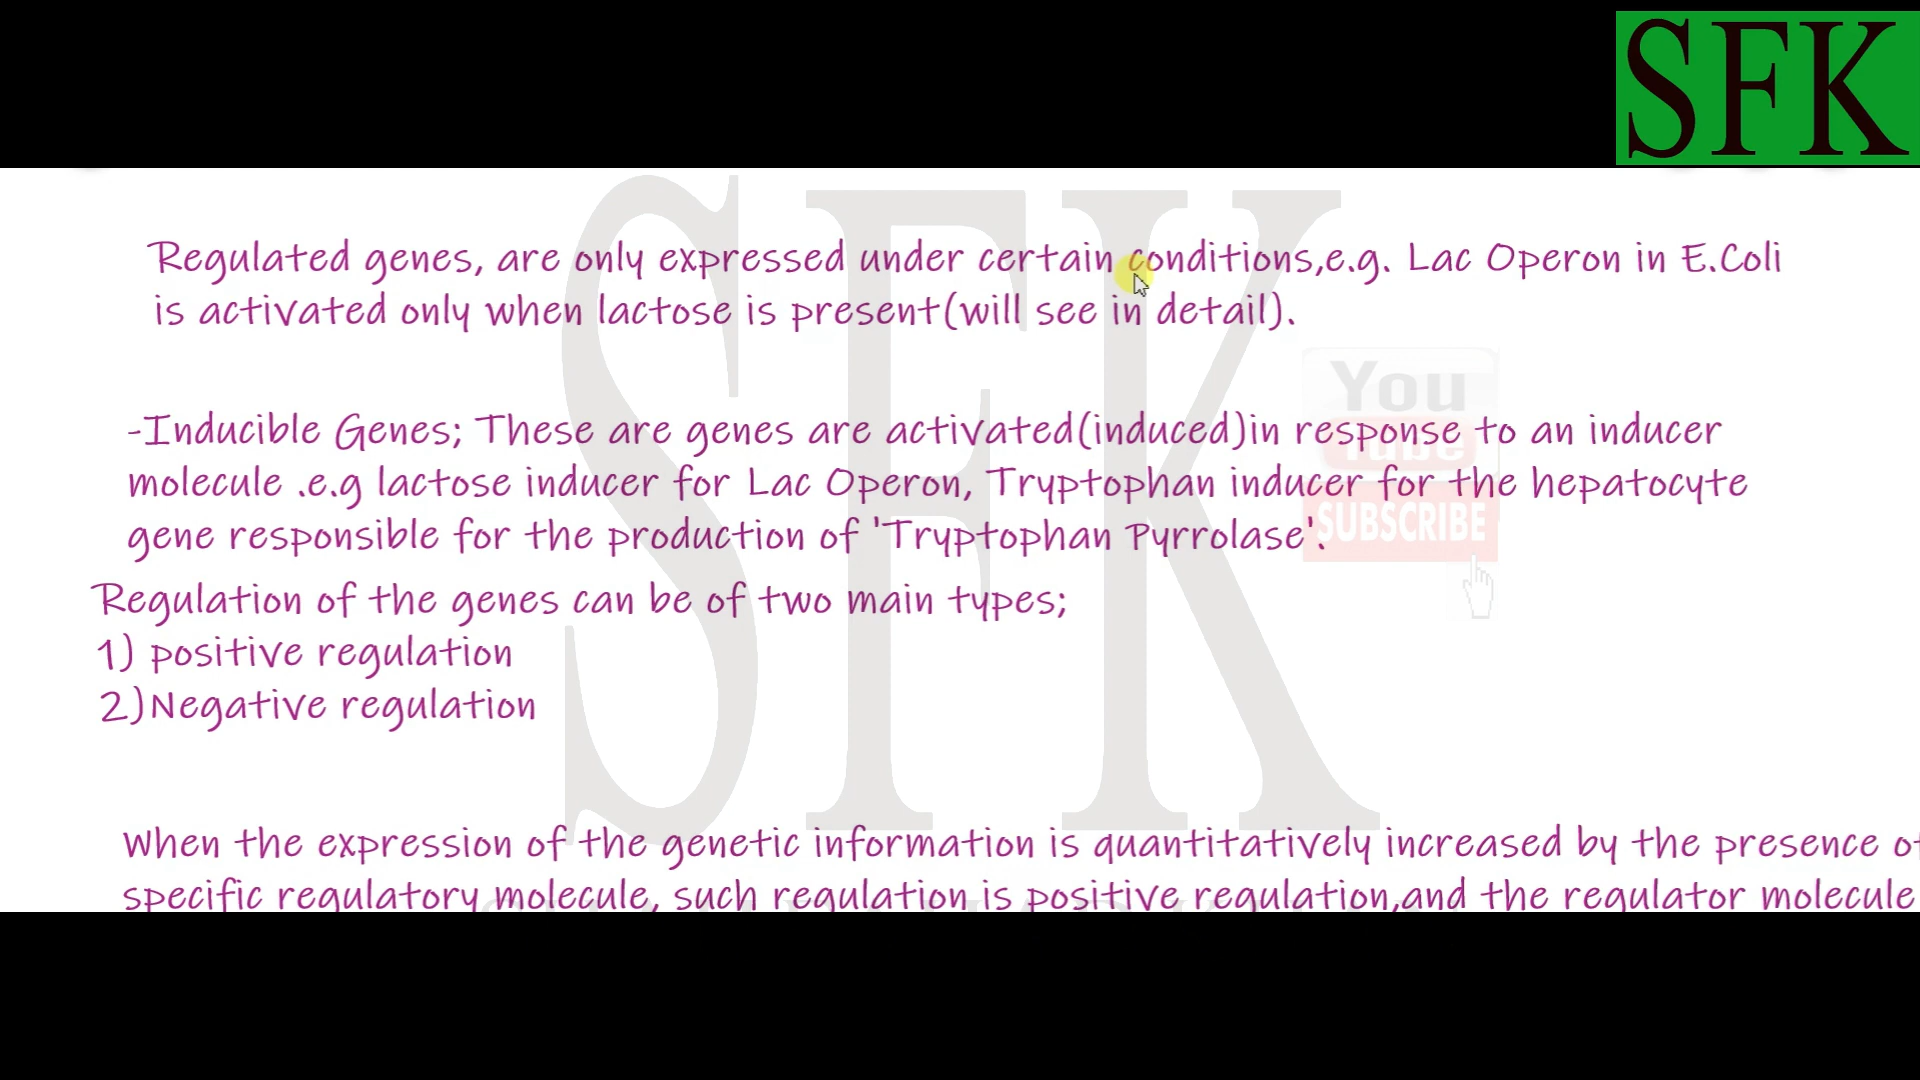 SFK
Regulated genes, are only expressed under certain conditions,e.g. Lac Operon in E.Coli
is activated only when lactose is present(will see in detail).
-Inducible Genes; These are genes are activated(induced)in response to an inducer
molecule .e.g lactose inducer for Lac Operon, Tryptophan inducer for the hepatocyte
gene responsible for the production of 'Tryptophan Pyrrolase'.
Regulation of the genes can be of two main types;
1) positive regulation
2)Negative regulation
When the expression of the genetic information is quantitatively increased by the presence of
specific regulatory molecule, such regulation is positive regulation,and the regulator molecule
SFK
You
Tube
SUBSCRIBE